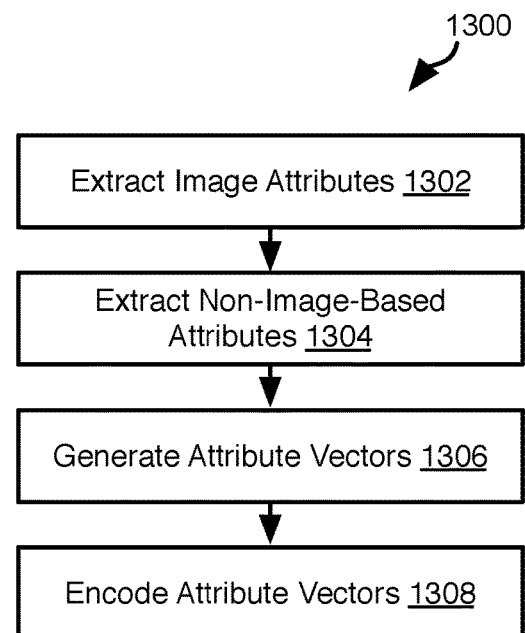 1300
Extract Image Attributes 1302
Extract Non-Image-Based
Attributes 1304
Generate Attribute Vectors 1306
Encode Attribute Vectors 1308